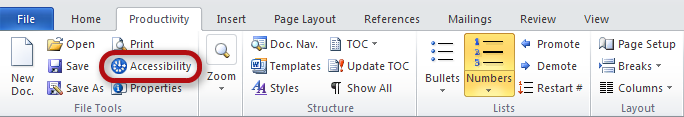 File Home Productivity Insert Page Layout References Mailings Review
New Doc.
Open
Save
Save As
Print
Accessibility
Properties
File Tools
Zoom
Doc. Nav.
Templates
Styles
TOC
Update TOC
Show All
Structure
Bullets
Numbers
Promote
Demote
Restart #
Lists
Page Setup
Breaks
Columns
Layout